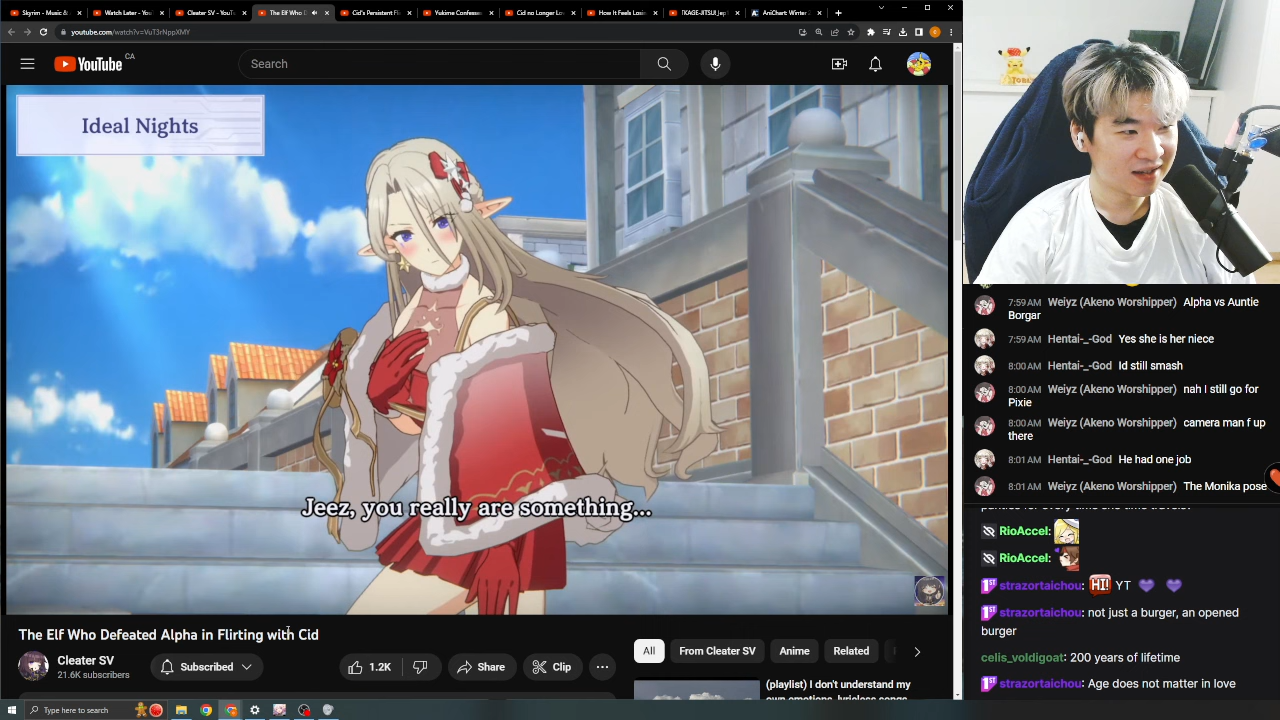 Skyrim - Music &
Watch Later - You
Cleater SV - YouT
The Elf Who D
Cid's Persistent Fi
Yukime Confesse
Cid no Longer Lo
How It Feels Losin
AniChart: Winter 2
youtube.com/watch?v=VuT3rNppXMY
YouTube CA
Search
Ideal Nights
Jeez, you really are something...
The Elf Who Defeated Alpha in Flirting with Cid
Cleater SV
21.6K subscribers
Subscribed
1.2K
Share
Clip
All
From Cleater SV
Anime
Related
(playlist) I don't understand my
own emotions. lyricless songs
Type here to search
7:59 AM Weiyz (Akeno Worshipper) Alpha vs Auntie
Borgar
7:59 AM Hentai-_-God Yes she is her niece
8:00 AM Hentai-_-God Id still smash
8:00 AM Weiyz (Akeno Worshipper) nah I still go for
Pixie
8:00 AM Weiyz (Akeno Worshipper) camera man f up
there
8:01 AM Hentai-_-God He had one job
8:01 AM Weiyz (Akeno Worshipper) The Monika pose
RioAccel:
RioAccel:
1ST strazortaichou: HI! YT
1ST strazortaichou: not just a burger, an opened
burger
celis_voldigoat: 200 years of lifetime
1ST strazortaichou: Age does not matter in love